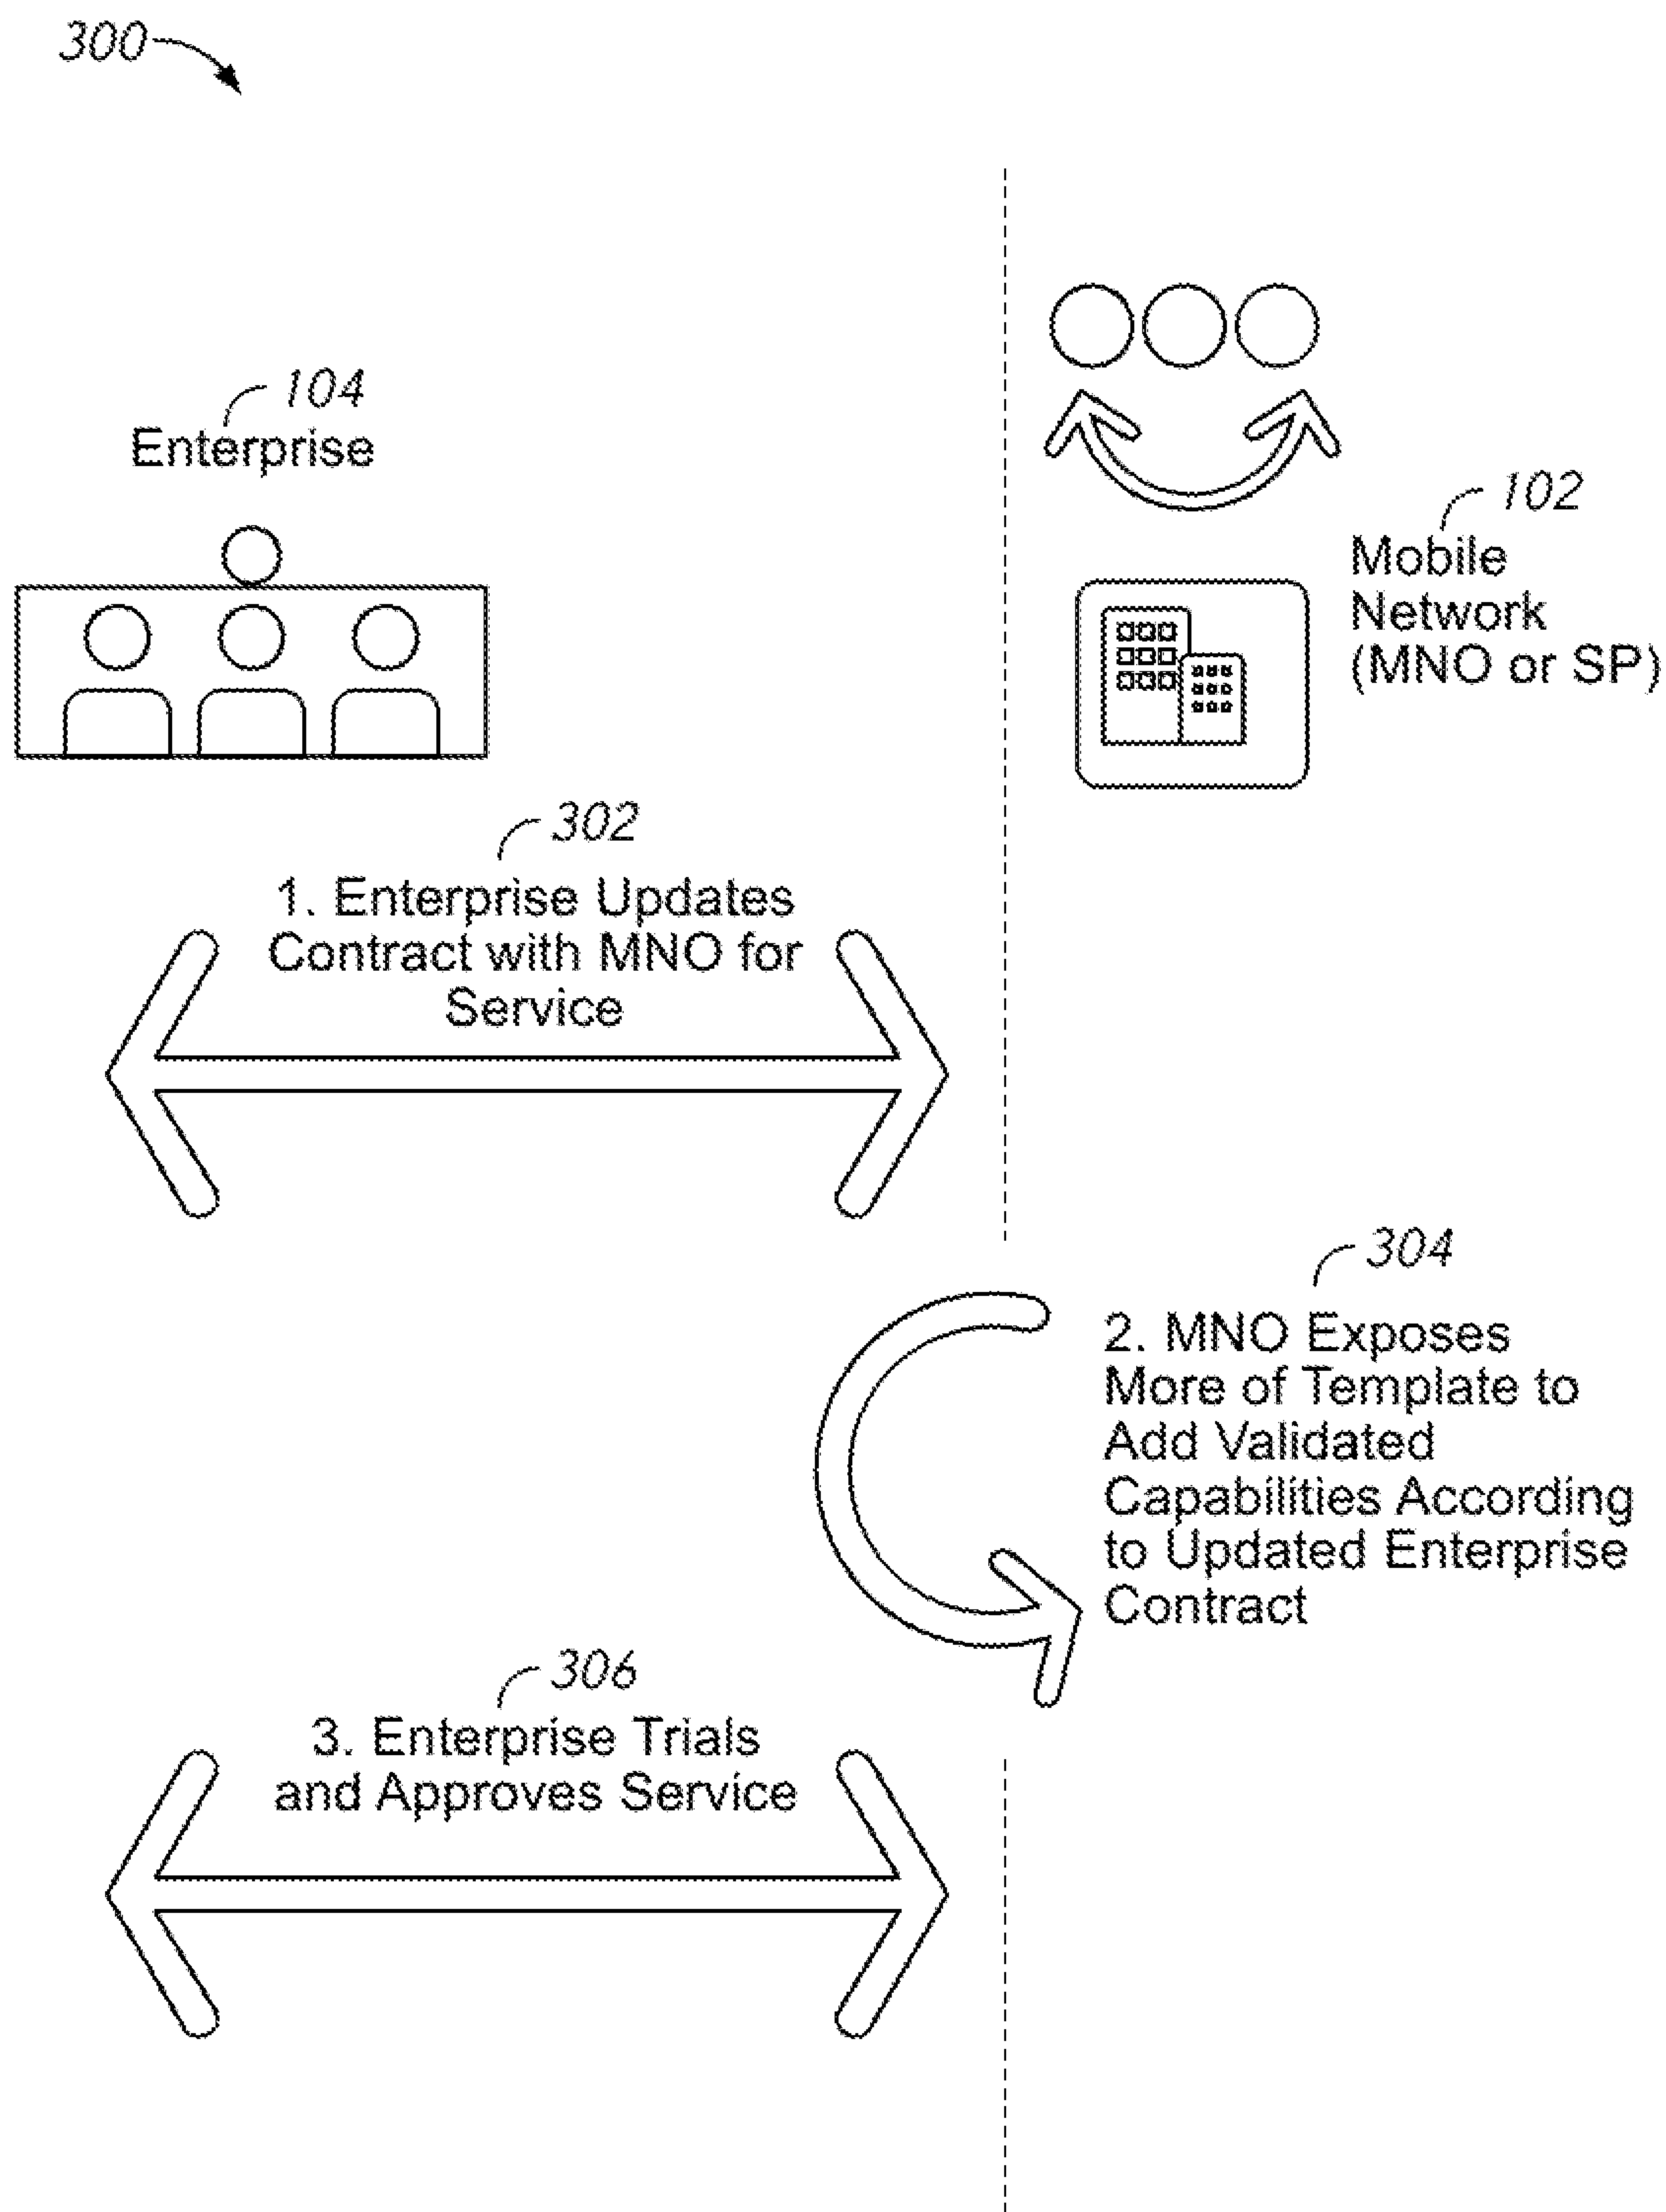 300
104
Enterprise
102
Mobile
Network
(MNO or SP)
302
1. Enterprise Updates
Contract with MNO for
Service
304
2. MNO Exposes
More of Template to
Add Validated
Capabilities According
to Updated Enterprise
Contract
306
3. Enterprise Trials
and Approves Service